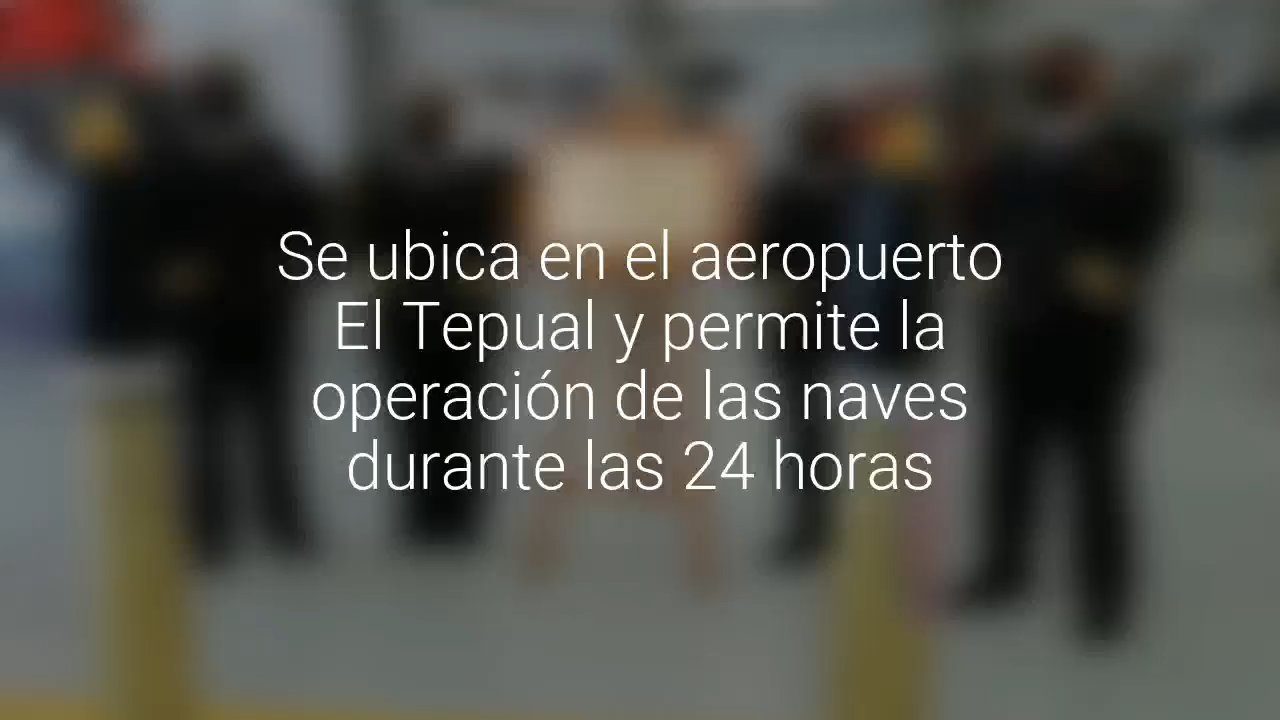 Se ubica en el aeropuerto
El Tepual y permite la
operación de las naves
durante las 24 horas